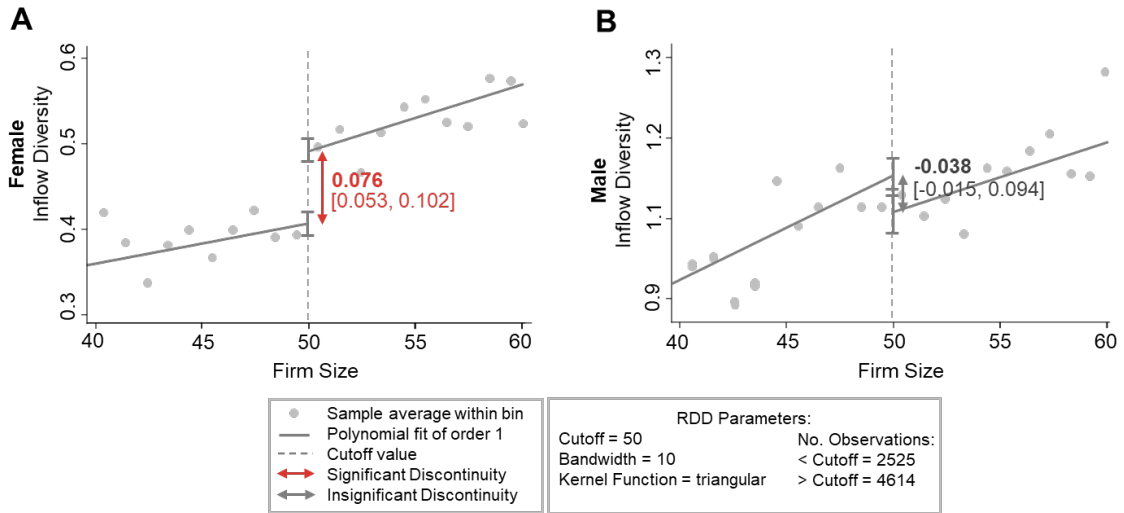 A
Female
Inflow Diversity
0.6
0.5
0.4
0.3
0.076
[0.053, 0.102]
40
45
50
55
60
Firm Size
B
Male
Inflow Diversity
1.3
1.2
1.1
0.9
-0.038
[-0.015, 0.094]
40
45
50
55
60
Firm Size
Sample average within bin
Polynomial fit of order 1
Cutoff value
Significant Discontinuity
Insignificant Discontinuity
RDD Parameters:
Cutoff = 50
Bandwidth = 10
Kernel Function = triangular
No. Observations:
< Cutoff = 2525
> Cutoff = 4614